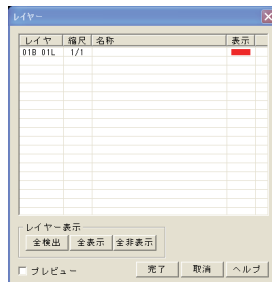 レイヤー
レイヤ 縮尺 名称 表示
01B 01L 1/1
レイヤー表示
全検出 全表示 全非表示
プレビュー 完了 取消 ヘルプ